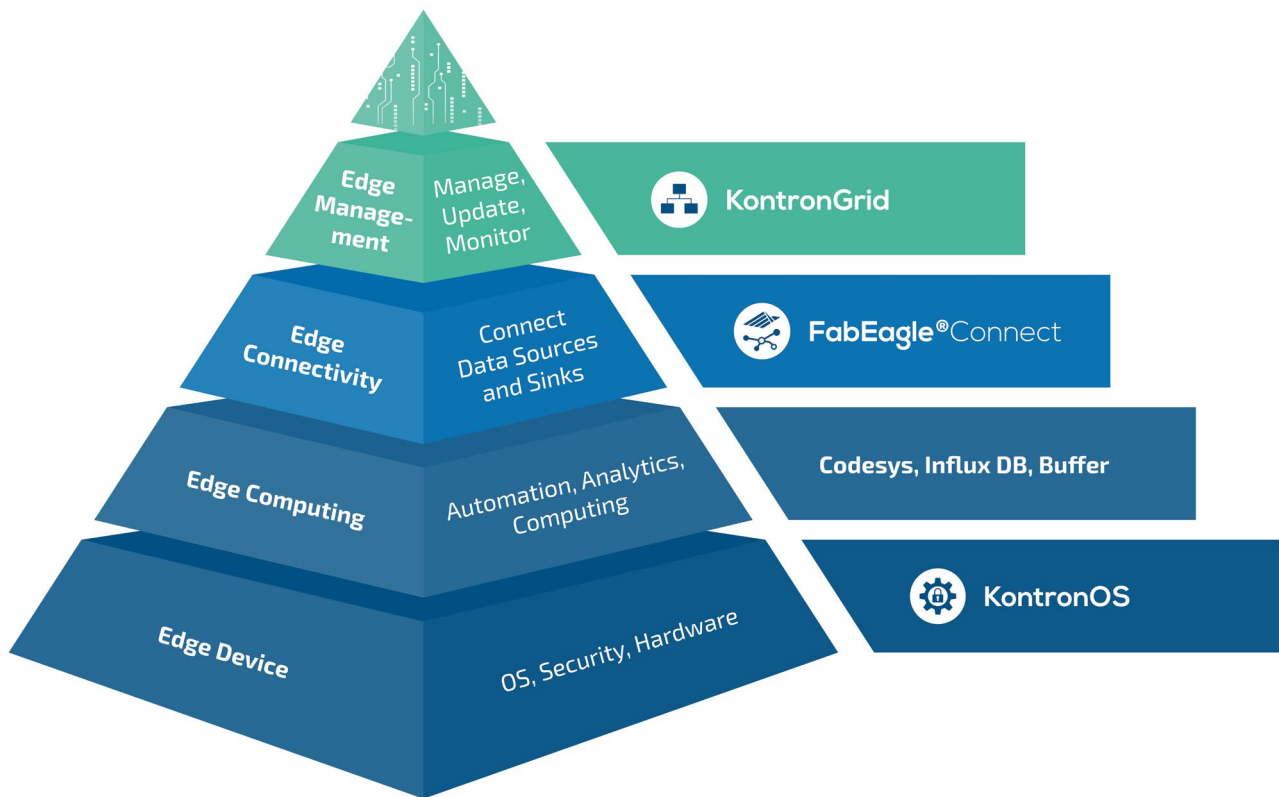 Edge
Manage-
ment
Manage,
Update,
Monitor
KontronGrid
Edge
Connectivity
Connect
Data Sources
and Sinks
FabEagle®Connect
Edge Computing
Automation, Analytics,
Computing
Codesys, Influx DB, Buffer
Edge Device
OS, Security, Hardware
KontronOS